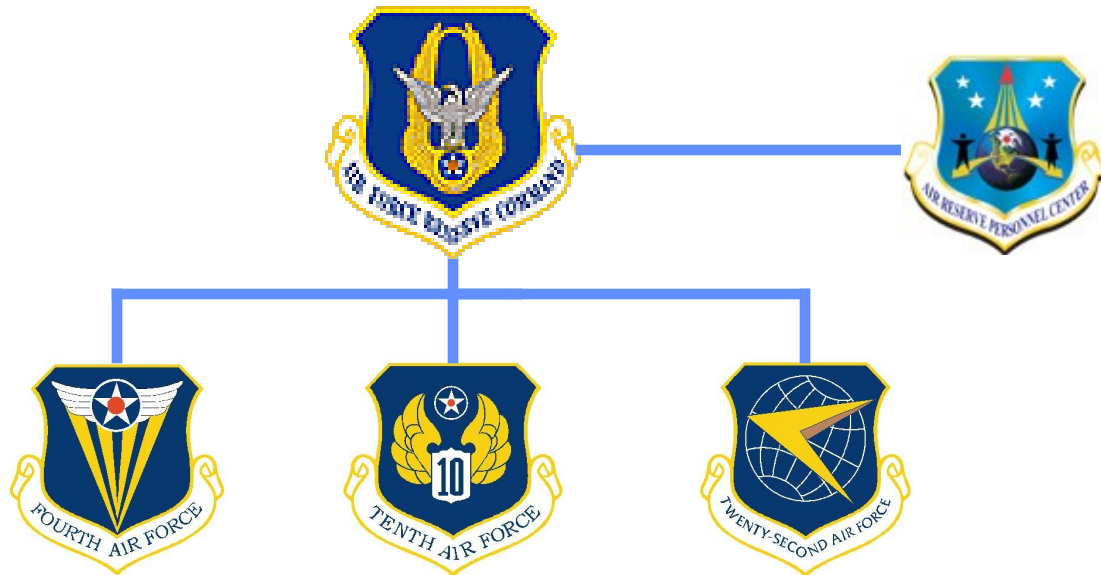 AIR FORCE RESERVE COMMAND
AIR RESERVE PERSONNEL CENTER
FOURTH AIR FORCE
10
TENTH AIR FORCE
TWENTY-SECOND AIR FORCE